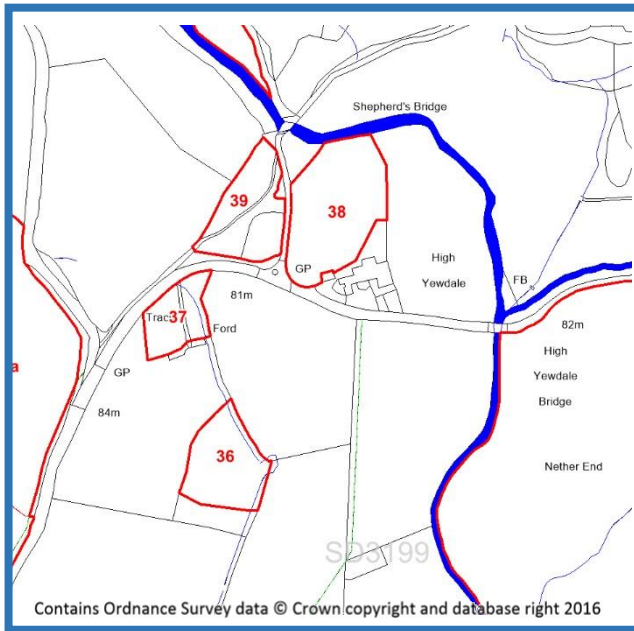 Shepherd's Bridge
39
38
High
Yewdale
GP
FB
81m
82m
37
Trac
Ford
High
Yewdale
Bridge
a
GP
84m
36
Nether End
SD3199
Contains Ordnance Survey data © Crown copyright and database right 2016